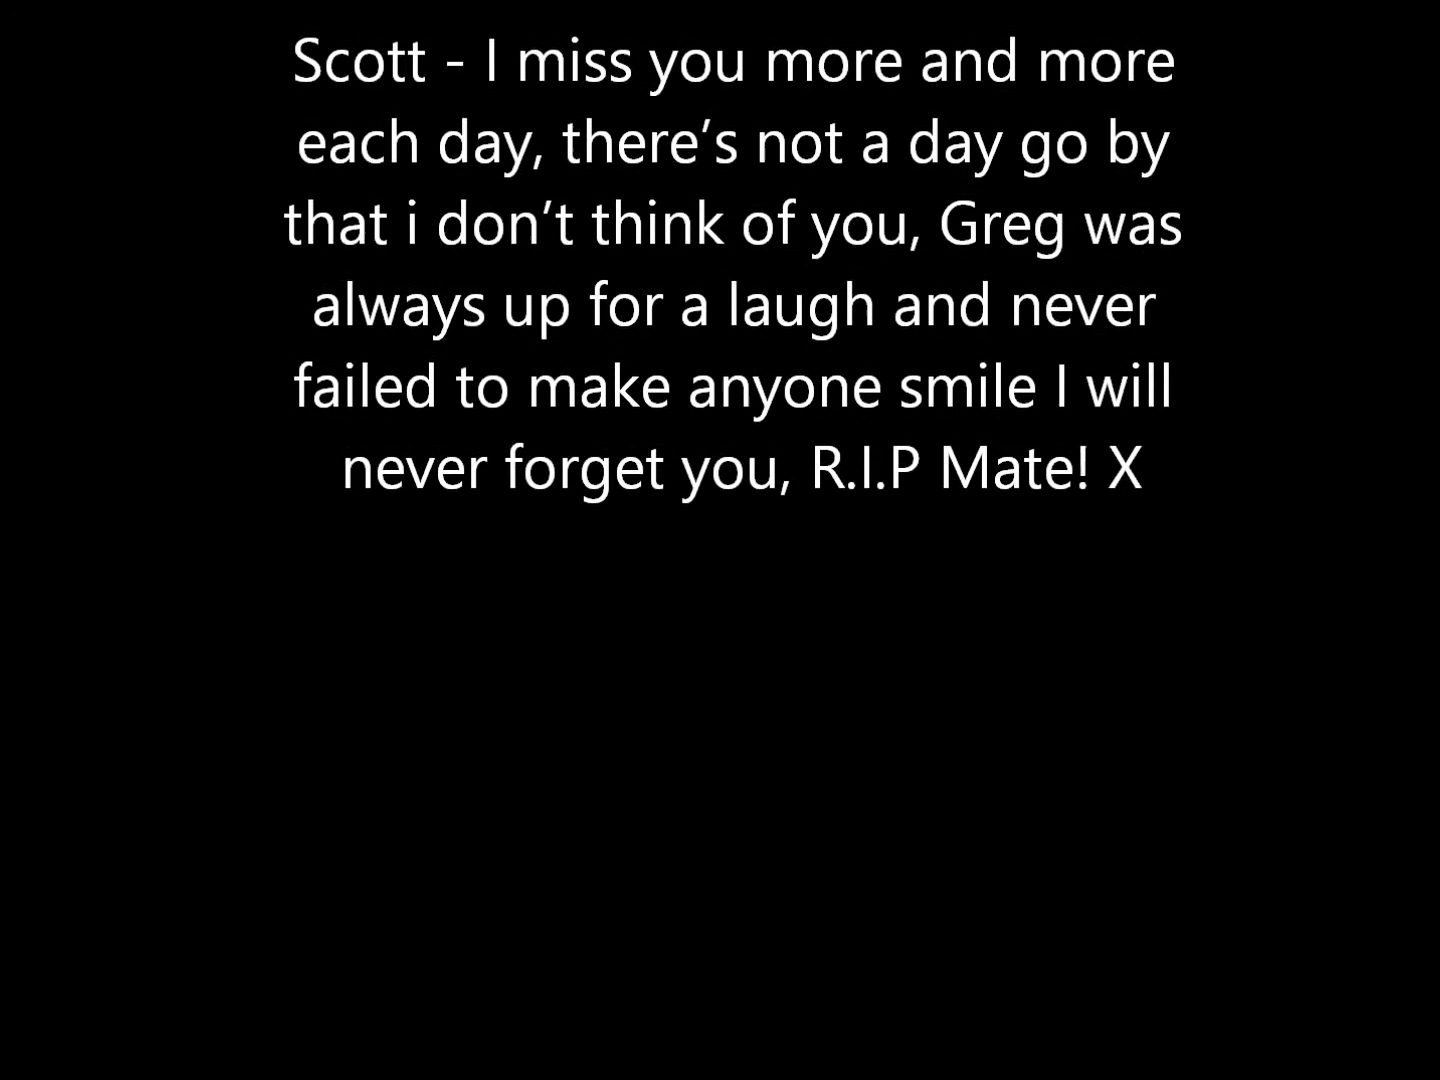 Scott - I miss you more and more
each day, there’s not a day go by
that i don’t think of you, Greg was
always up for a laugh and never
failed to make anyone smile I will
never forget you, R.I.P Mate! X